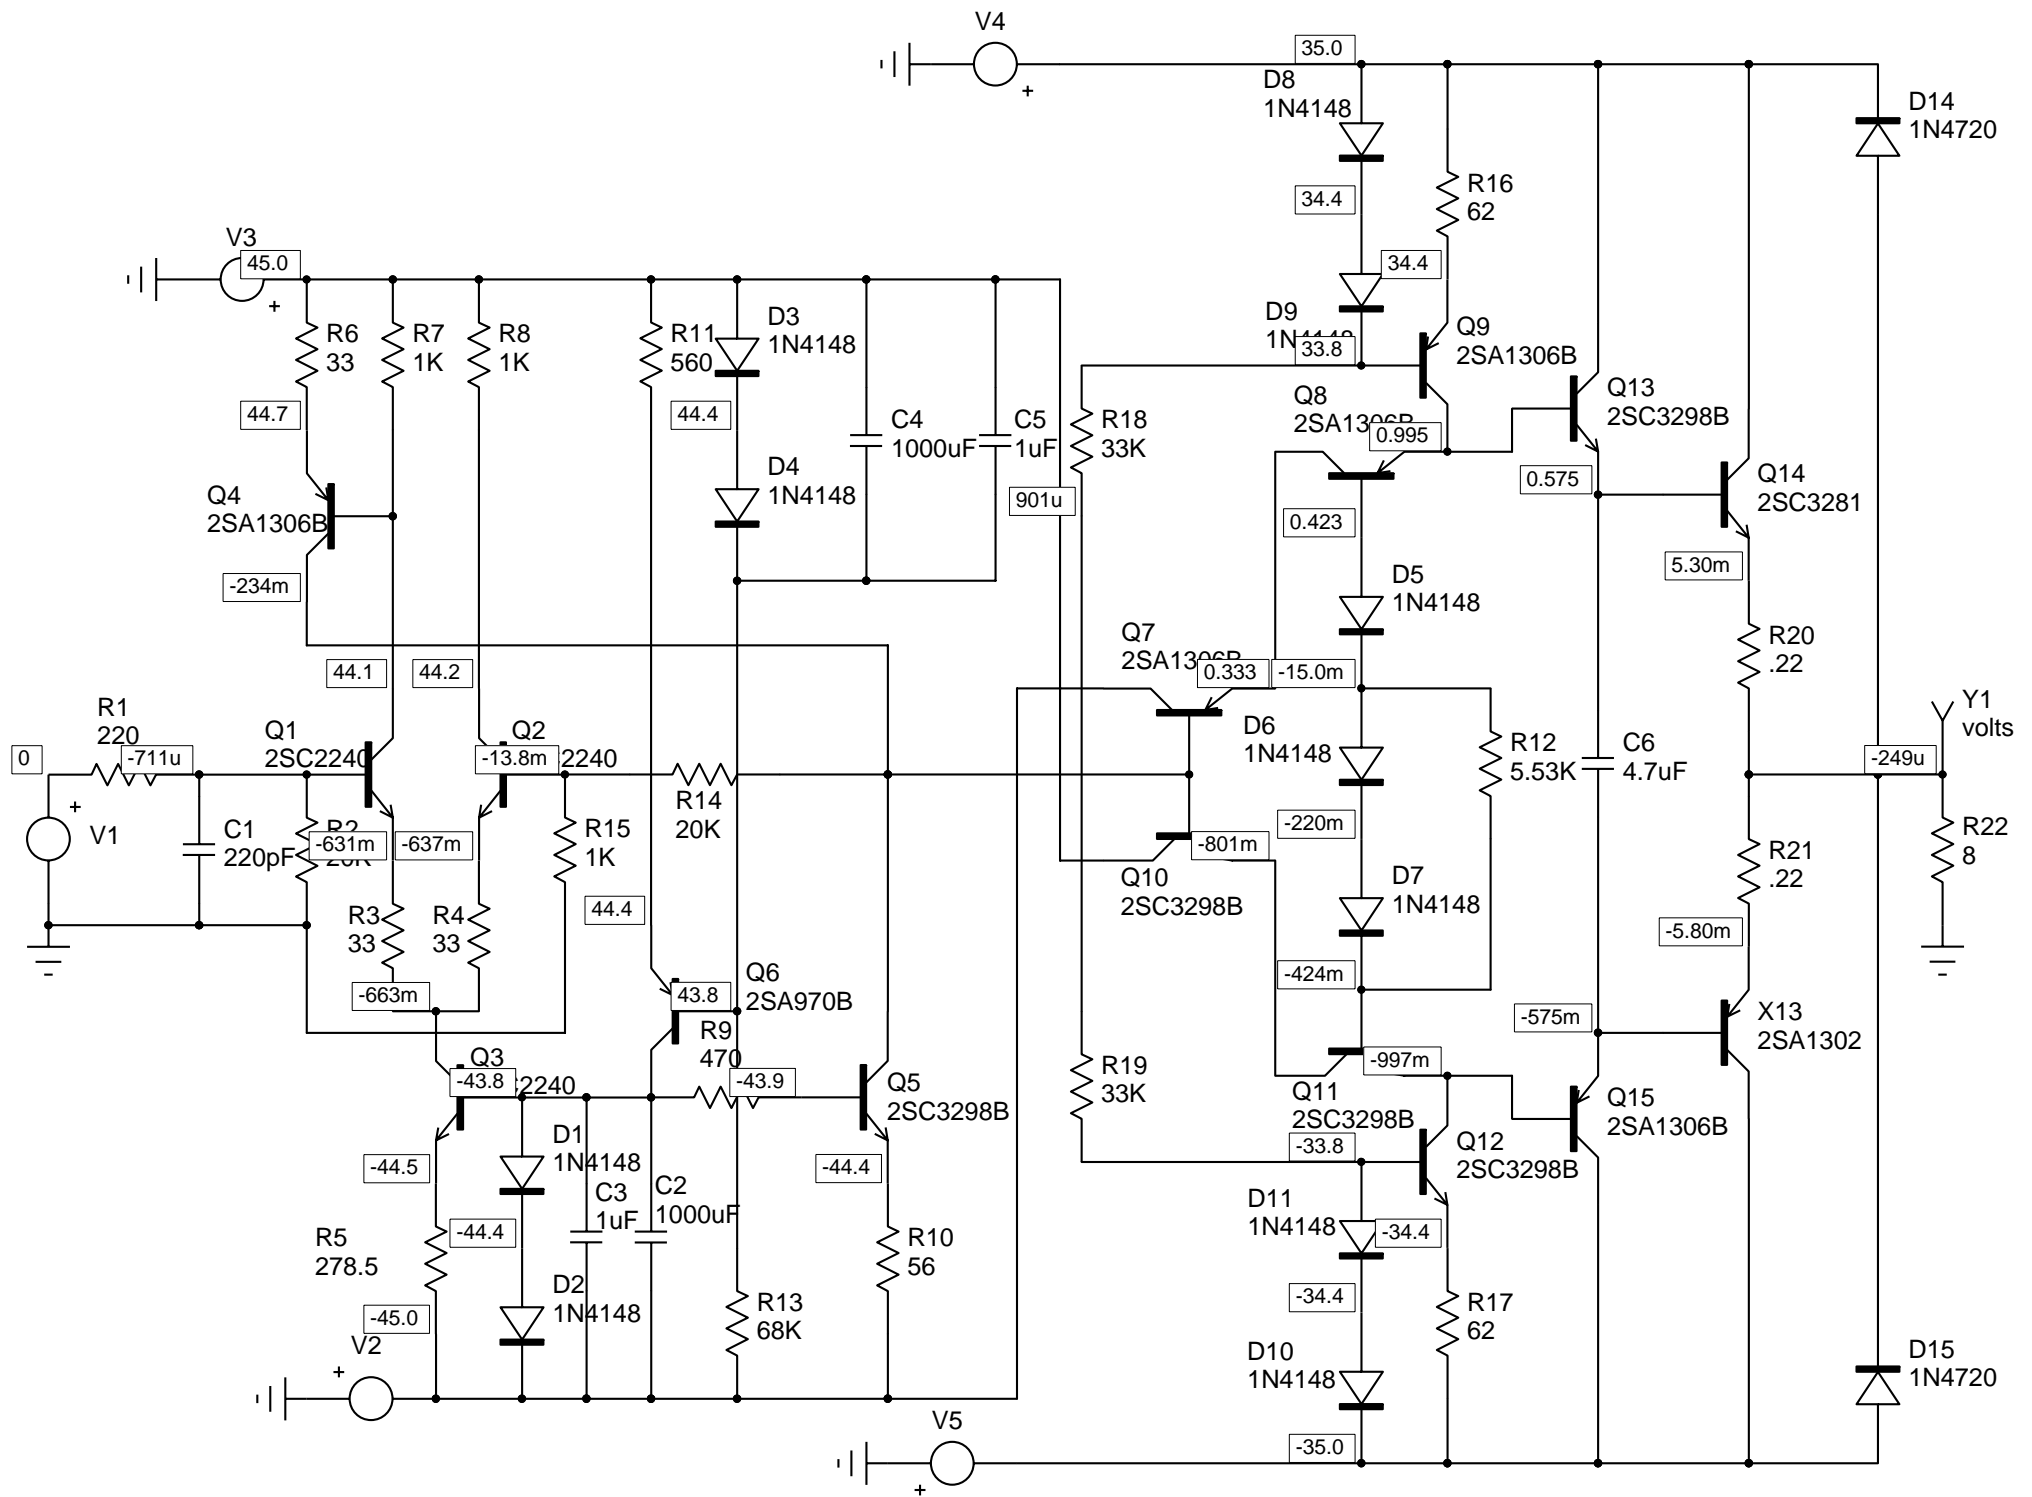 V4
35.0
D8
1N4148
D14
1N4720
34.4
R16
62
V3
45.0
34.4
D9
33.8
Q9
2SA1306B
R6
33
R7
1K
R8
1K
R11
560
D3
1N4148
44.7
44.4
C4
1000uF
C5
1uF
R18
33K
Q8
0.995
Q13
2SC3298B
Q4
2SA1306B
D4
1N4148
901u
0.423
0.575
Q14
2SC3281
-234m
5.30m
D5
1N4148
Q7
44.1
44.2
0.333
-15.0m
R20
.22
R1
220
0
-711u
Q1
2SC2240
Q2
-13.8m
2240
R14
20K
D6
1N4148
R12
5.53K
C6
4.7uF
-249u
Y1
volts
V1
C1
220pF
R2
-631m
-637m
R15
1K
-801m
-220m
R21
.22
R22
8
R3
33
R4
33
44.4
Q10
2SC3298B
D7
1N4148
-5.80m
-663m
Q6
2SA970B
43.8
R9
470
-424m
-575m
X13
2SA1302
Q3
-43.8
2240
-43.9
Q5
2SC3298B
R19
33K
-997m
Q11
2SC3298B
Q15
2SA1306B
D1
1N4148
-44.5
-44.4
-33.8
Q12
2SC3298B
C3
1uF
C2
1000uF
R5
278.5
-44.4
R10
56
D11
1N4148
-34.4
D2
1N4148
-34.4
R13
68K
R17
62
-45.0
V2
D10
1N4148
D15
1N4720
V5
-35.0